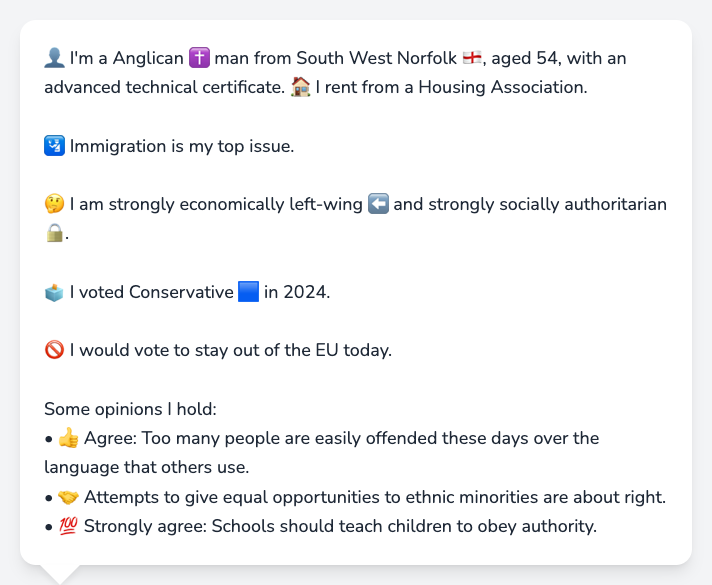 👤 I'm a Anglican ✝️ man from South West Norfolk 🏴󠁧󠁢󠁥󠁮󠁧󠁿, aged 54, with an
advanced technical certificate. 🏠 I rent from a Housing Association.
🛂 Immigration is my top issue.
🤔 I am strongly economically left-wing ⬅️ and strongly socially authoritarian
🔒.
🗳️ I voted Conservative 🟦 in 2024.
🚫 I would vote to stay out of the EU today.
Some opinions I hold:
• 👍 Agree: Too many people are easily offended these days over the
language that others use.
• 🤝 Attempts to give equal opportunities to ethnic minorities are about right.
• 💯 Strongly agree: Schools should teach children to obey authority.